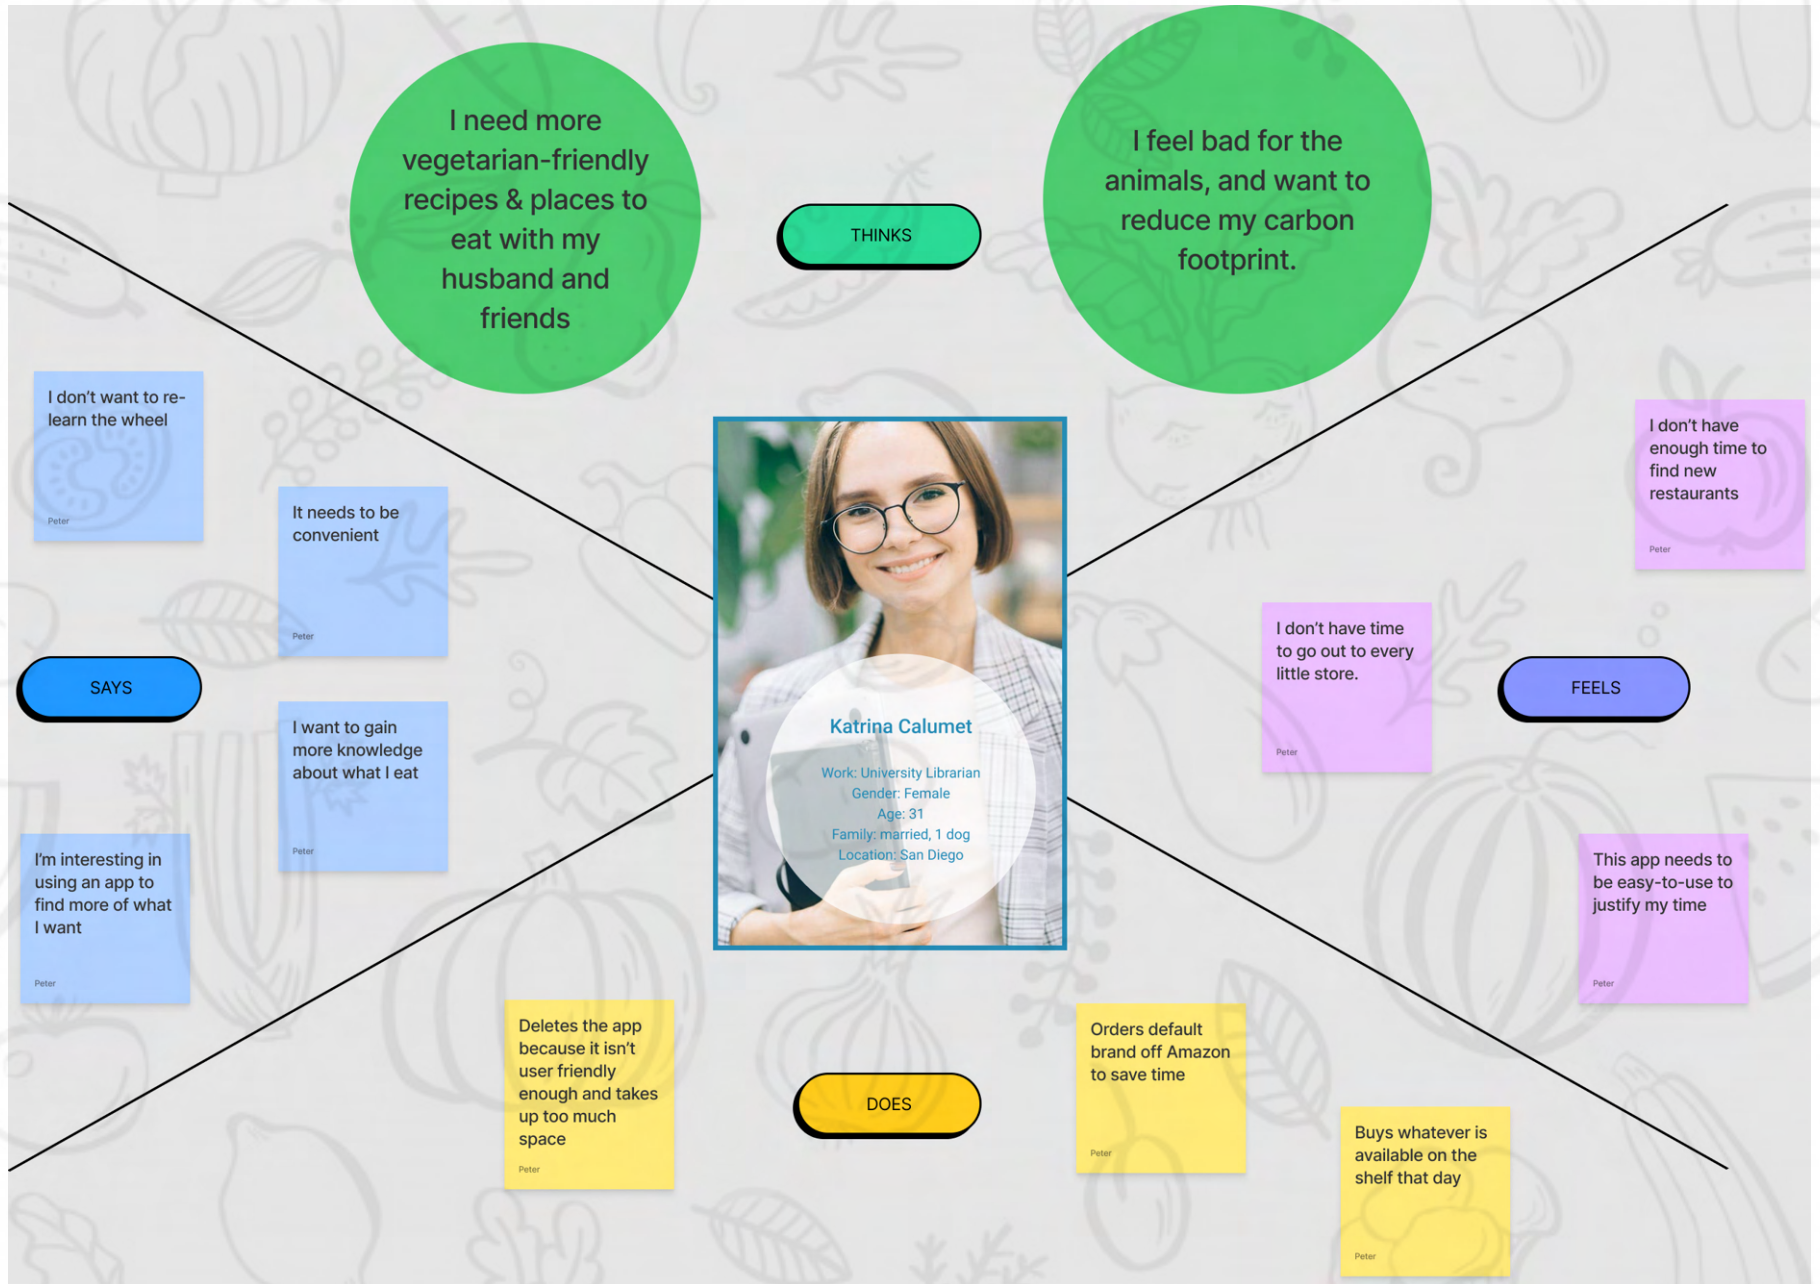 I need more
vegetarian-friendly
recipes & places to
eat with my
husband and
friends
THINKS
I feel bad for the
animals, and want to
reduce my carbon
footprint.
I don't want to re-
learn the wheel
Peter
It needs to be
convenient
Peter
SAYS
I want to gain
more knowledge
about what I eat
Peter
I'm interesting in
using an app to
find more of what
I want
Peter
Katrina Calumet
Work: University Librarian
Gender: Female
Age: 31
Family: married, 1 dog
Location: San Diego
I don't have
enough time to
find new
restaurants
Peter
I don't have time
to go out to every
little store.
Peter
FEELS
This app needs to
be easy-to-use to
justify my time
Peter
Deletes the app
because it isn't
user friendly
enough and takes
up too much
space
Peter
DOES
Orders default
brand off Amazon
to save time
Peter
Buys whatever is
available on the
shelf that day
Peter